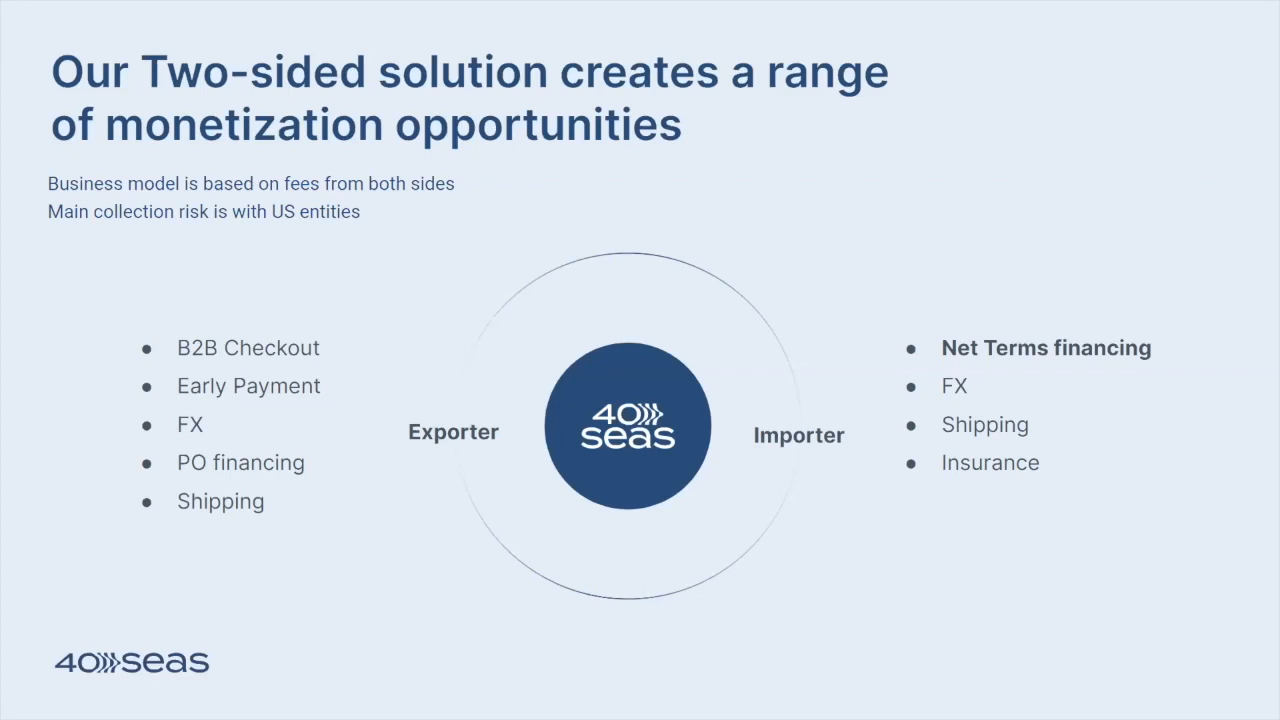 Our Two-sided solution creates a range
of monetization opportunities
Business model is based on fees from both sides
Main collection risk is with US entities
● B2B Checkout
● Early Payment
● FX
● PO financing
● Shipping
Exporter
40
seas
Importer
● Net Terms financing
● FX
● Shipping
● Insurance
40seas